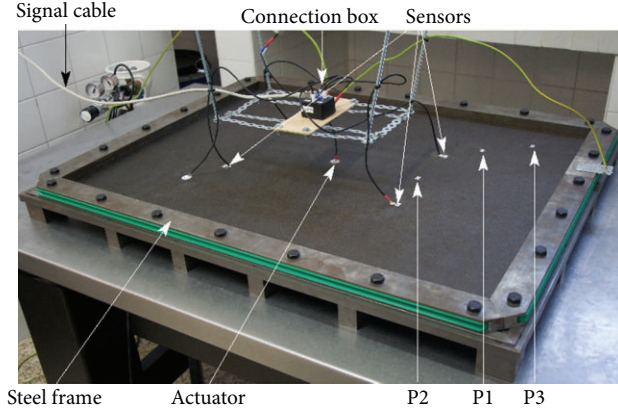 Signal cable
Connection box
Sensors
Steel frame
Actuator
P2
P1
P3